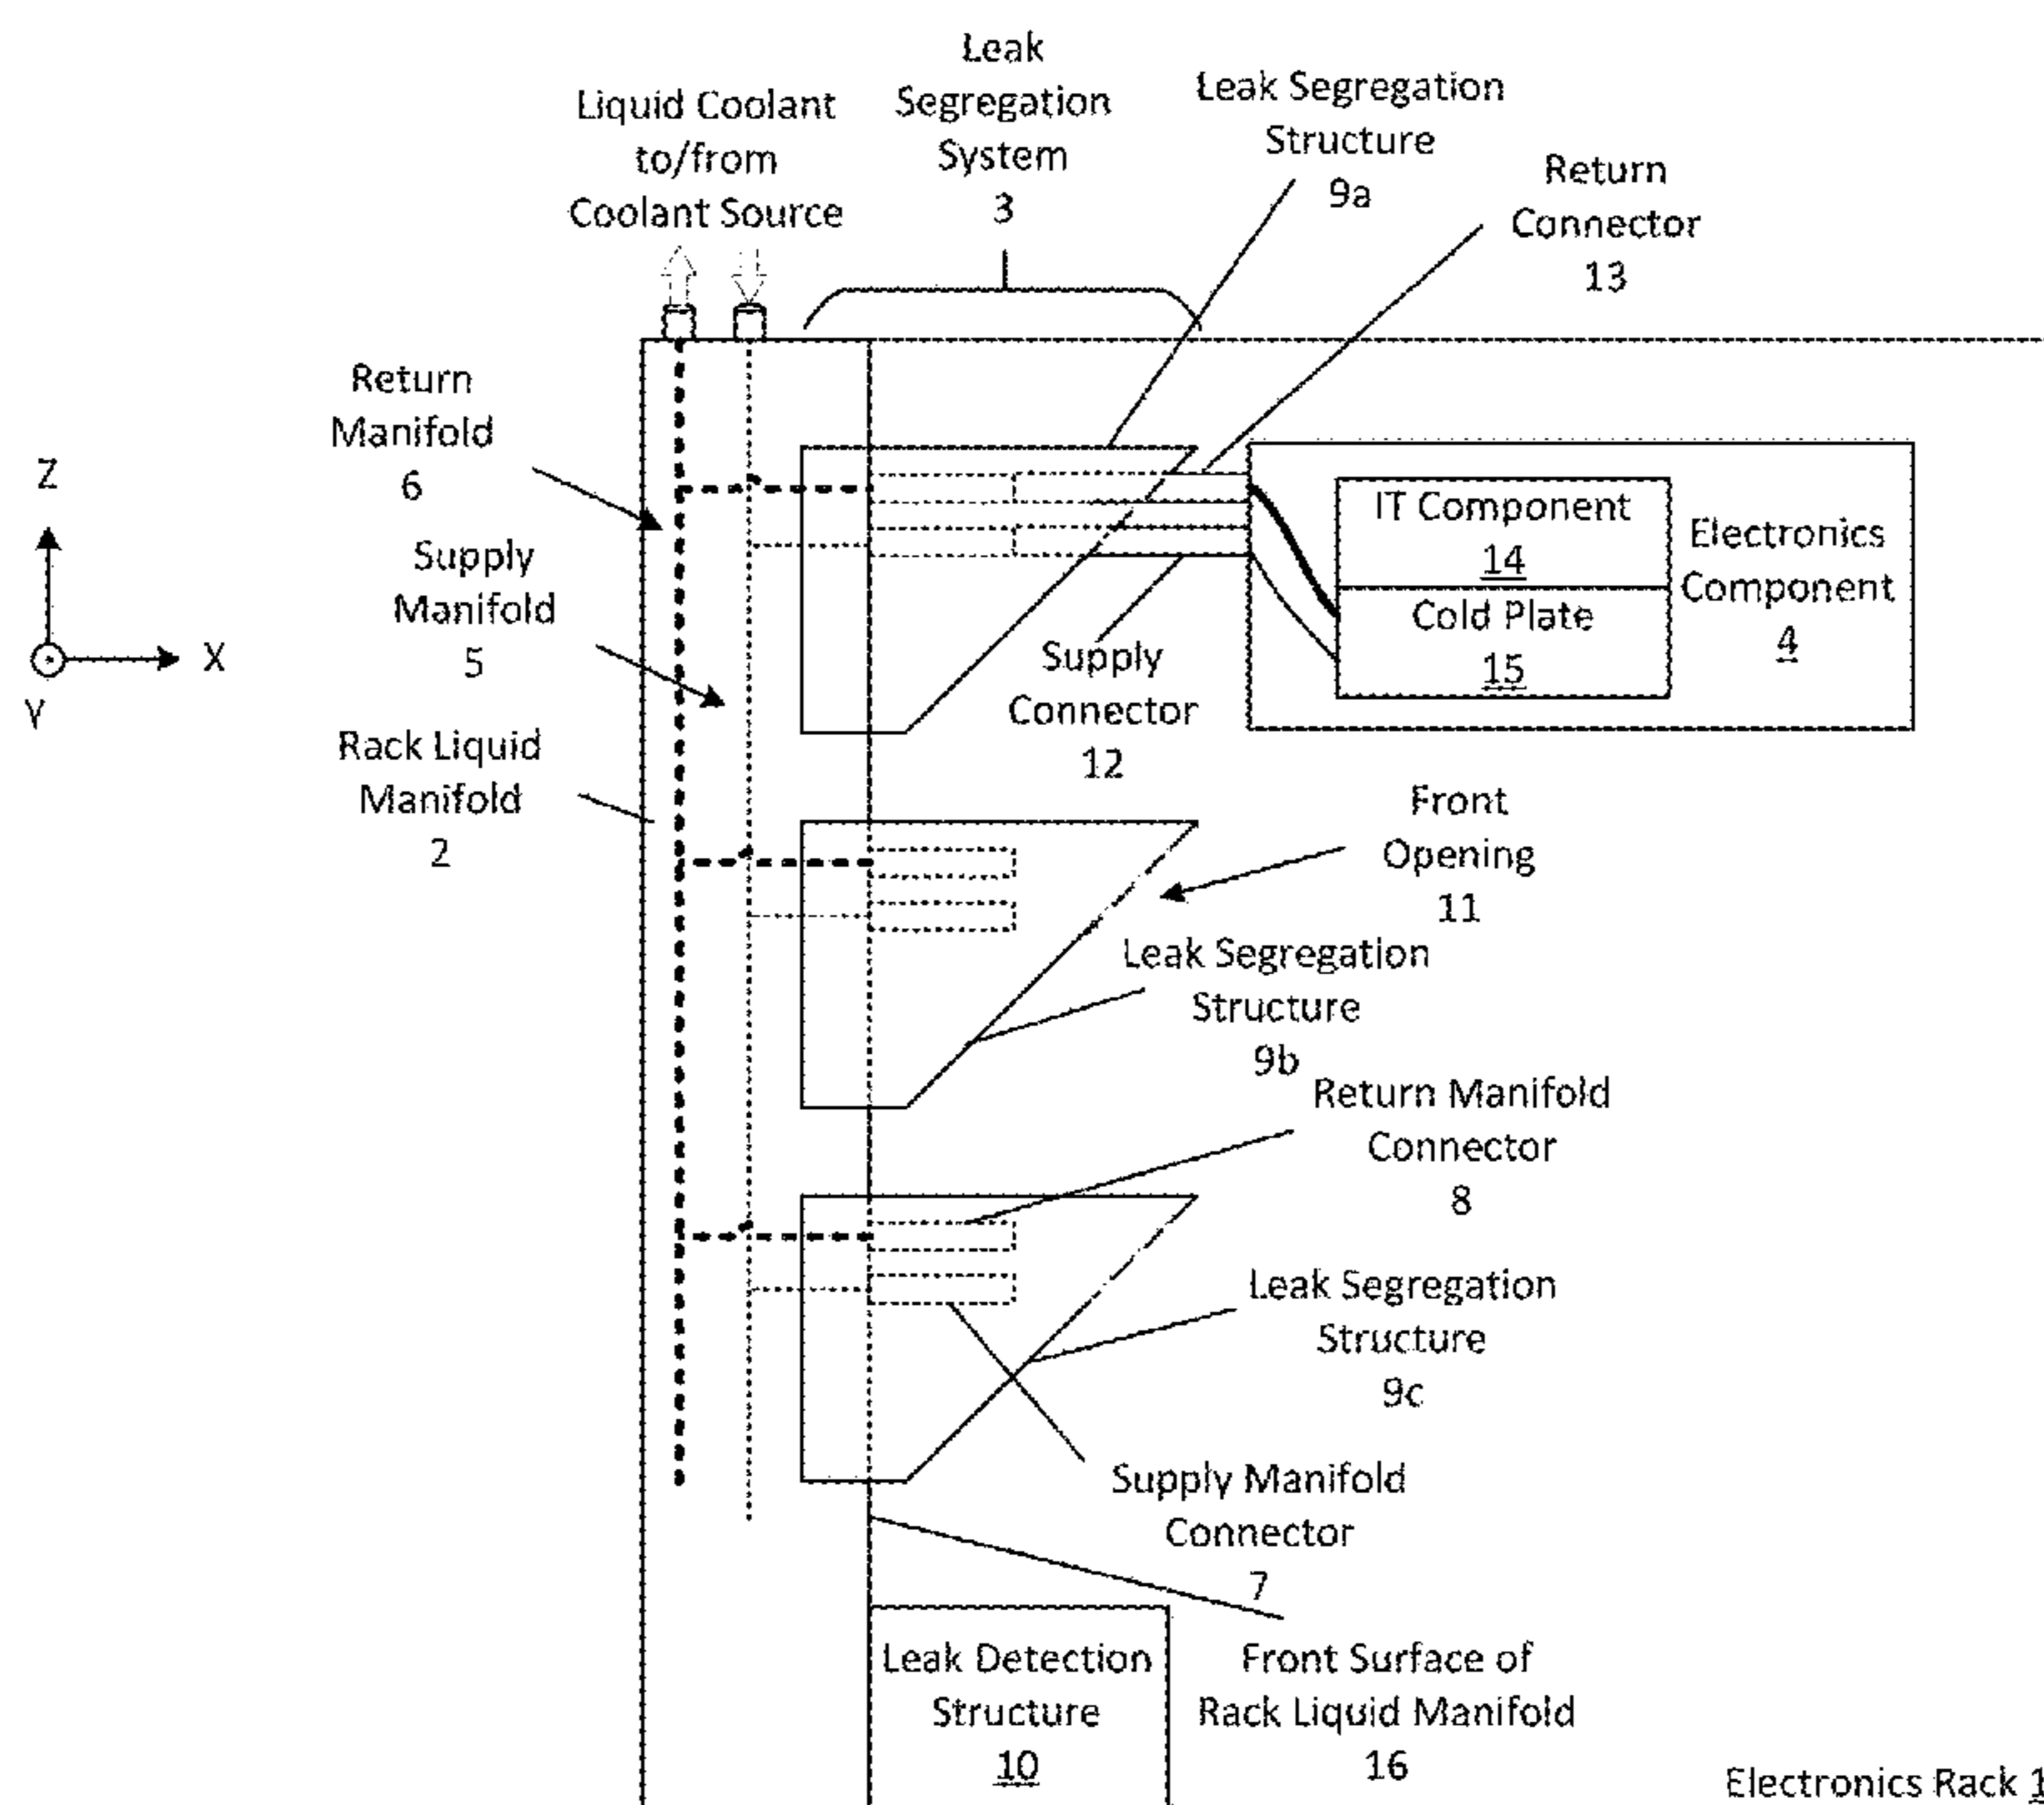 Leak
Segregation
System
3
Liquid Coolant
to/from
Coolant Source
Leak Segregation
Structure
9a
Return
Connector
13
Return
Manifold
6
Z
X
Y
Supply
Manifold
5
IT Component
14
Cold Plate
15
Electronics
Component
4
Supply
Connector
12
Rack Liquid
Manifold
2
Front
Opening
11
Leak Segregation
Structure
9b
Return Manifold
Connector
8
Leak Segregation
Structure
9c
Supply Manifold
Connector
7
Leak Detection
Structure
10
Front Surface of
Rack Liquid Manifold
16
Electronics Rack 1